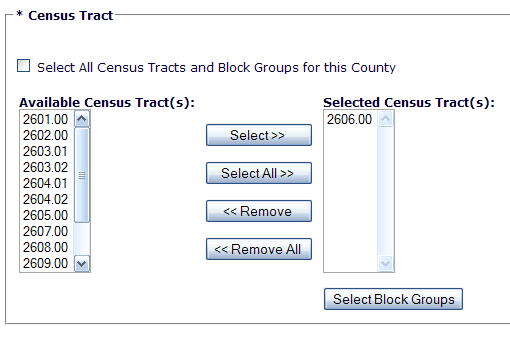 * Census Tract
Select All Census Tracts and Block Groups for this County
Available Census Tract(s):
2601.00
2602.00
2603.01
2603.02
2604.01
2604.02
2605.00
2607.00
2608.00
2609.00
Select >>
Select All >>
<< Remove
<< Remove All
Selected Census Tract(s):
2606.00
Select Block Groups